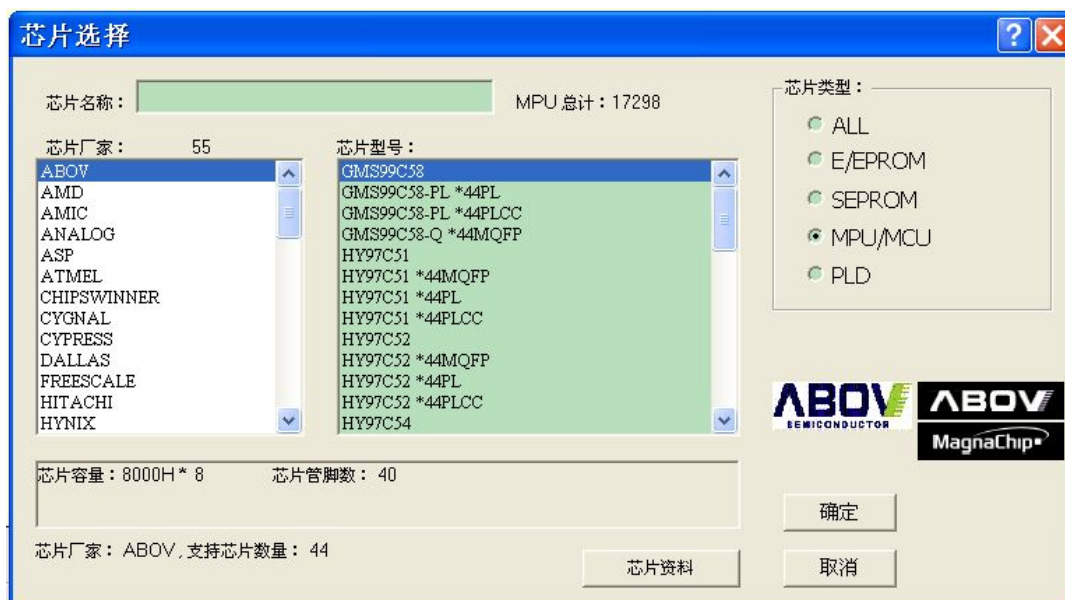 芯片选择
芯片名称：
MPU 总计：17298
芯片厂家： 55
ABOV
AMD
AMIC
ANALOG
ASP
ATMEL
CHIPSWINNER
CYGNAL
CYPRESS
DALLAS
FREESCALE
HITACHI
HYNIX
芯片型号：
GMS99C58
GMS99C58-PL *44PL
GMS99C58-PL *44PLCC
GMS99C58-Q *44MQFP
HY97C51
HY97C51 *44MQFP
HY97C51 *44PL
HY97C51 *44PLCC
HY97C52
HY97C52 *44MQFP
HY97C52 *44PL
HY97C52 *44PLCC
HY97C54
芯片类型：
ALL
E/EPROM
SEPROM
MPU/MCU
PLD
ABOV
SEMICONDUCTOR
ABOV
MagnaChip
芯片容量：8000H * 8 芯片管脚数： 40
芯片厂家： ABOV , 支持芯片数量： 44
芯片资料
确定
取消